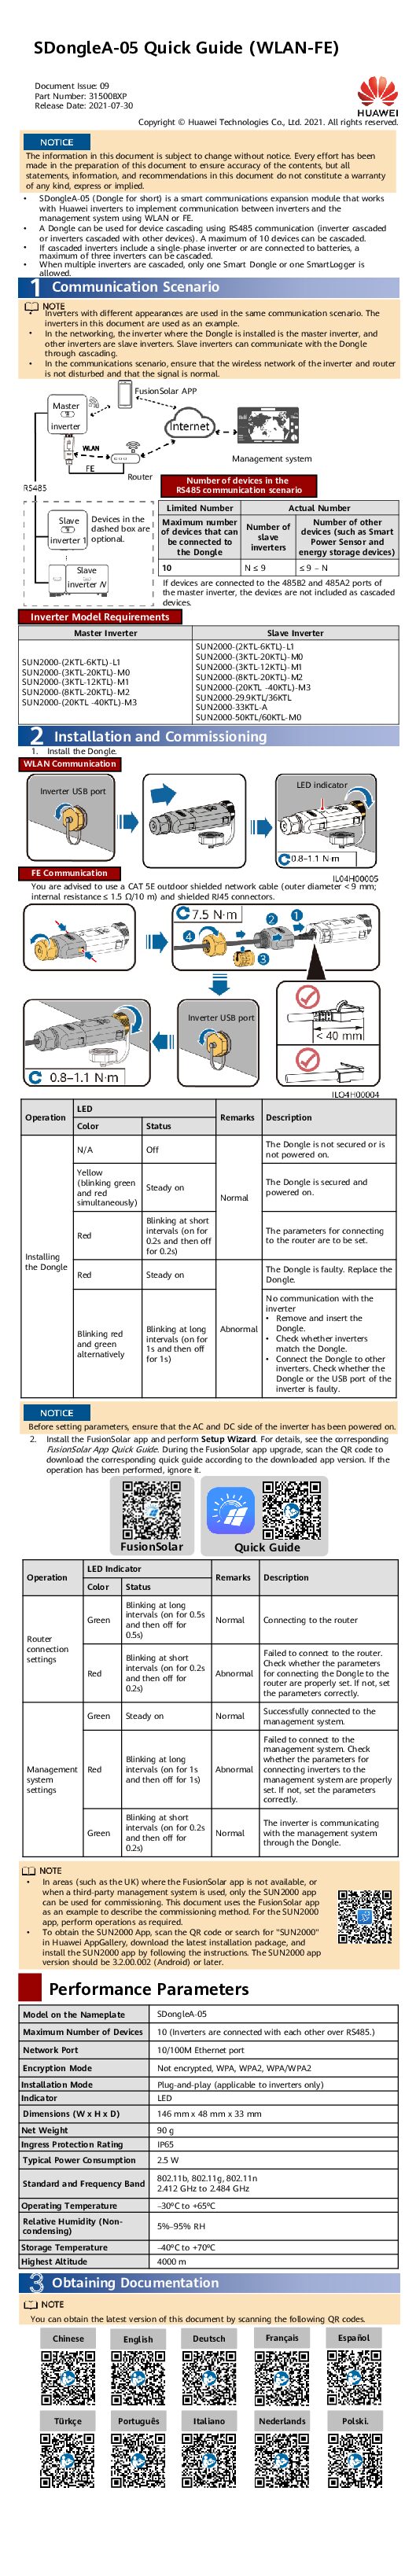 SDongleA-05 Quick Guide (WLAN-FE)
Document Issue: 09
Part Number: 31500BXP
Release Date: 2021-07-30
HUAWEI
Copyright © Huawei Technologies Co., Ltd. 2021. All rights reserved.
NOTICE
The information in this document is subject to change without notice. Every effort has been
made in the preparation of this document to ensure accuracy of the contents, but all
statements, information, and recommendations in this document do not constitute a warranty
of any kind, express or implied.
• SDongleA-05 (Dongle for short) is a smart communications expansion module that works
with Huawei inverters to implement communication between inverters and the
management system using WLAN or FE.
• A Dongle can be used for device cascading using RS485 communication (inverter cascaded
or inverters cascaded with other devices). A maximum of 10 devices can be cascaded.
• If cascaded inverters include a single-phase inverter or are connected to batteries, a
maximum of three inverters can be cascaded.
• When multiple inverters are cascaded, only one Smart Dongle or one SmartLogger is
allowed.
1 Communication Scenario
NOTE
• Inverters with different appearances are used in the same communication scenario. The
inverters in this document are used as an example.
• In the networking, the inverter where the Dongle is installed is the master inverter, and
other inverters are slave inverters. Slave inverters can communicate with the Dongle
through cascading.
• In the communications scenario, ensure that the wireless network of the inverter and router
is not disturbed and that the signal is normal.
FusionSolar APP
Master
inverter
Internet
WLAN
Management system
FE
Router
RS485
Number of devices in the
RS485 communication scenario
Limited Number
Actual Number
Maximum number
of devices that can
be connected to
the Dongle
Number of
slave
inverters
Number of other
devices (such as Smart
Power Sensor and
energy storage devices)
10
N ≤ 9
≤ 9 – N
Slave
inverter 1
Devices in the
dashed box are
optional.
Slave
inverter N
If devices are connected to the 485B2 and 485A2 ports of
the master inverter, the devices are not included as cascaded
devices.
Inverter Model Requirements
Master Inverter
Slave Inverter
SUN2000-(2KTL-6KTL)-L1
SUN2000-(3KTL-20KTL)-M0
SUN2000-(3KTL-12KTL)-M1
SUN2000-(8KTL-20KTL)-M2
SUN2000-(20KTL -40KTL)-M3
SUN2000-(2KTL-6KTL)-L1
SUN2000-(3KTL-20KTL)-M0
SUN2000-(3KTL-12KTL)-M1
SUN2000-(8KTL-20KTL)-M2
SUN2000-(20KTL -40KTL)-M3
SUN2000-29.9KTL/36KTL
SUN2000-33KTL-A
SUN2000-50KTL/60KTL-M0
2 Installation and Commissioning
1. Install the Dongle.
WLAN Communication
Inverter USB port
LED indicator
0.8–1.1 N·m
IL04H00005
FE Communication
You are advised to use a CAT 5E outdoor shielded network cable (outer diameter < 9 mm;
internal resistance ≤ 1.5 Ω/10 m) and shielded RJ45 connectors.
7.5 N·m
1
2
3
4
< 40 mm
Inverter USB port
0.8–1.1 N·m
IL04H00004
Operation
LED
Remarks
Description
Color
Status
Installing
the Dongle
N/A
Off
Normal
The Dongle is not secured or is
not powered on.
Yellow
(blinking green
and red
simultaneously)
Steady on
The Dongle is secured and
powered on.
Red
Blinking at short
intervals (on for
0.2s and then off
for 0.2s)
The parameters for connecting
to the router are to be set.
Red
Steady on
Abnormal
The Dongle is faulty. Replace the
Dongle.
Blinking red
and green
alternatively
Blinking at long
intervals (on for
1s and then off
for 1s)
No communication with the
inverter
• Remove and insert the
Dongle.
• Check whether inverters
match the Dongle.
• Connect the Dongle to other
inverters. Check whether the
Dongle or the USB port of the
inverter is faulty.
NOTICE
Before setting parameters, ensure that the AC and DC side of the inverter has been powered on.
2. Install the FusionSolar app and perform Setup Wizard. For details, see the corresponding
FusionSolar App Quick Guide. During the FusionSolar app upgrade, scan the QR code to
download the corresponding quick guide according to the downloaded app version. If the
operation has been performed, ignore it.
FusionSolar
Quick Guide
Operation
LED Indicator
Remarks
Description
Color
Status
Router
connection
settings
Green
Blinking at long
intervals (on for 0.5s
and then off for
0.5s)
Normal
Connecting to the router
Red
Blinking at short
intervals (on for 0.2s
and then off for
0.2s)
Abnormal
Failed to connect to the router.
Check whether the parameters
for connecting the Dongle to the
router are properly set. If not, set
the parameters correctly.
Management
system
settings
Green
Steady on
Normal
Successfully connected to the
management system.
Red
Blinking at long
intervals (on for 1s
and then off for 1s)
Abnormal
Failed to connect to the
management system. Check
whether the parameters for
connecting inverters to the
management system are properly
set. If not, set the parameters
correctly.
Green
Blinking at short
intervals (on for 0.2s
and then off for
0.2s)
Normal
The inverter is communicating
with the management system
through the Dongle.
NOTE
• In areas (such as the UK) where the FusionSolar app is not available, or
when a third-party management system is used, only the SUN2000 app
can be used for commissioning. This document uses the FusionSolar app
as an example to describe the commissioning method. For the SUN2000
app, perform operations as required.
• To obtain the SUN2000 App, scan the QR code or search for "SUN2000"
in Huawei AppGallery, download the latest installation package, and
install the SUN2000 app by following the instructions. The SUN2000 app
version should be 3.2.00.002 (Android) or later.
Performance Parameters
Model on the Nameplate
SDongleA-05
Maximum Number of Devices
10 (Inverters are connected with each other over RS485.)
Network Port
10/100M Ethernet port
Encryption Mode
Not encrypted, WPA, WPA2, WPA/WPA2
Installation Mode
Plug-and-play (applicable to inverters only)
Indicator
LED
Dimensions (W x H x D)
146 mm x 48 mm x 33 mm
Net Weight
90 g
Ingress Protection Rating
IP65
Typical Power Consumption
2.5 W
Standard and Frequency Band
802.11b, 802.11g, 802.11n
2.412 GHz to 2.484 GHz
Operating Temperature
–30°C to +65°C
Relative Humidity (Non-
condensing)
5%–95% RH
Storage Temperature
–40°C to +70°C
Highest Altitude
4000 m
3 Obtaining Documentation
NOTE
You can obtain the latest version of this document by scanning the following QR codes.
Chinese
English
Deutsch
Français
Español
Türkçe
Português
Italiano
Nederlands
Polski.